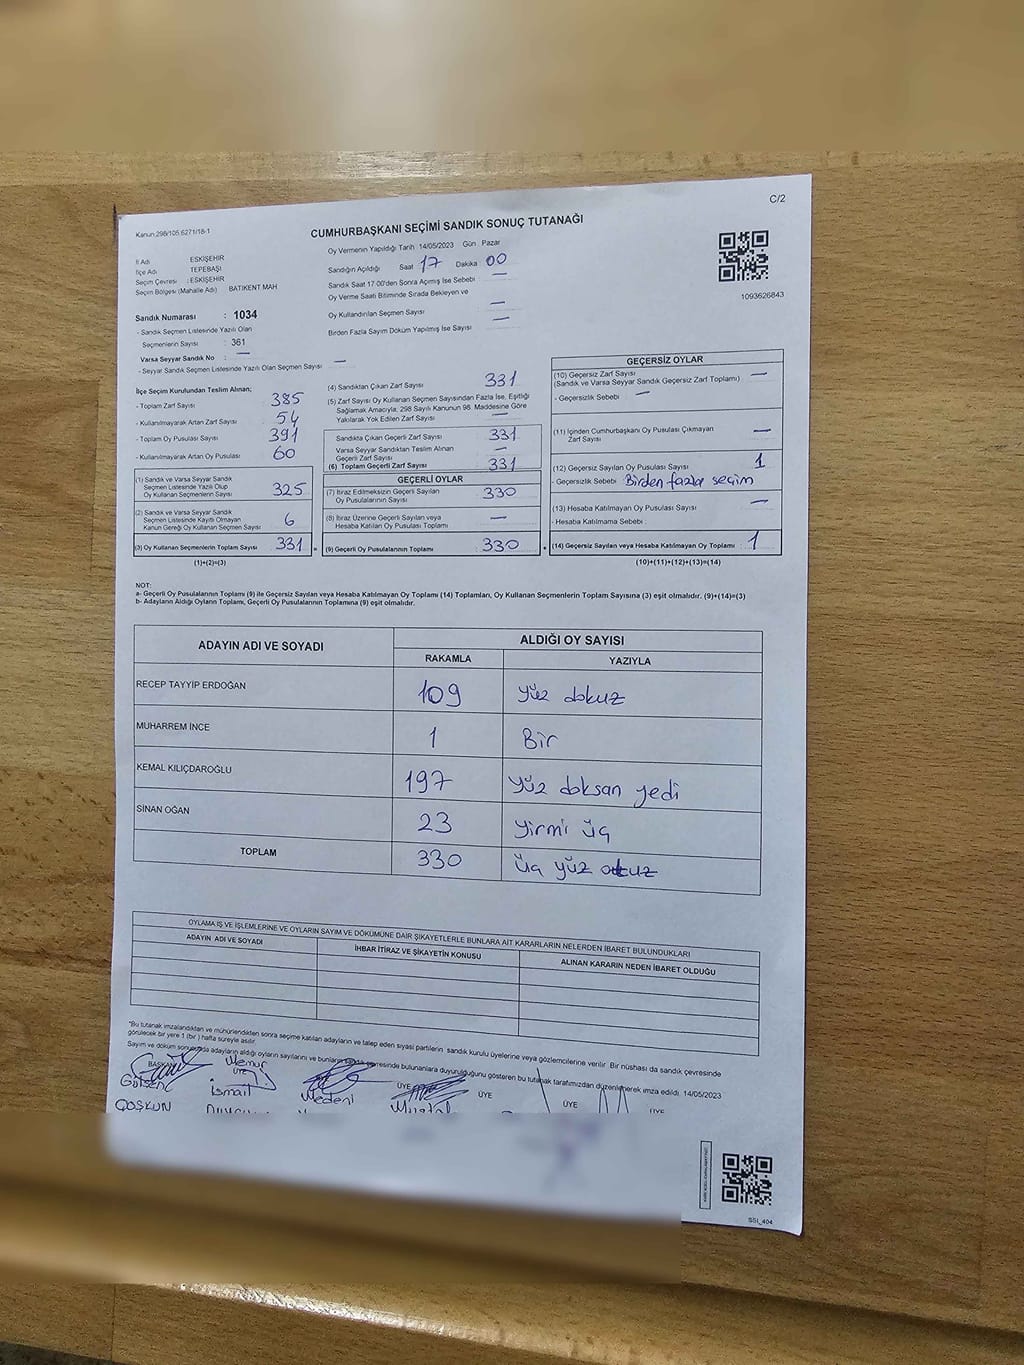 C/2
Kanun 298/105.6271/18-1
CUMHURBAŞKANI SEÇİMİ SANDIK SONUÇ TUTANAĞI
İl Adı ESKİŞEHİR
İlçe Adı TEPEBAŞI
Seçim Çevresi : ESKİŞEHİR
Seçim Bölgesi (Mahalle Adı) BATIKENT MAH
Oy Vermenin Yapıldığı Tarih 14/05/2023 Gün Pazar
Sandığın Açıldığı Saat 17 Dakika 00
Sandık Saat 17 00'den Sonra Açımış İse Sebebi —
Oy Verme Saati Bitiminde Sırada Bekleyen ve
Oy Kullandırılan Seçmen Sayısı —
Birden Fazla Sayım Döküm Yapılmış İse Sayısı —
1093626843
Sandık Numarası : 1034
- Sandık Seçmen Listesinde Yazılı Olan
Seçmenlerin Sayısı : 361
Varsa Seyyar Sandık No : —
- Seyyar Sandık Seçmen Listesinde Yazılı Olan Seçmen Sayısı —
İlçe Seçim Kurulundan Teslim Alınan;
- Toplam Zarf Sayısı 385
- Kullanılmayarak Artan Zarf Sayısı 54
- Toplam Oy Pusulası Sayısı 391
- Kullanılmayarak Artan Oy Pusulası 60
(1) Sandık ve Varsa Seyyar Sandık
Seçmen Listesinde Yazılı Olup
Oy Kullanan Seçmenlerin Sayısı 325
(2) Sandık ve Varsa Seyyar Sandık
Seçmen Listesinde Kayıtlı Olmayan
Kanun Gereği Oy Kullanan Seçmen Sayısı 6
(3) Oy Kullanan Seçmenlerin Toplam Sayısı 331
(1)+(2)=(3)
(4) Sandıktan Çıkan Zarf Sayısı 331
(5) Zarf Sayısı Oy Kullanan Seçmen Sayısından Fazla İse, Eşitliği
Sağlamak Amacıyla, 298 Sayılı Kanunun 98. Maddesine Göre
Yakılarak Yok Edilen Zarf Sayısı —
Sandıkta Çıkan Geçerli Zarf Sayısı 331
Varsa Seyyar Sandıktan Teslim Alınan
Geçerli Zarf Sayısı —
(6) Toplam Geçerli Zarf Sayısı 331
GEÇERLİ OYLAR
(7) İtiraz Edilmeksizin Geçerli Sayılan
Oy Pusulalarının Sayısı 330
(8) İtiraz Üzerine Geçerli Sayılan veya
Hesaba Katılan Oy Pusulası Toplamı —
= (9) Geçerli Oy Pusulalarının Toplamı 330
GEÇERSİZ OYLAR
(10) Geçersiz Zarf Sayısı —
(Sandık ve Varsa Seyyar Sandık Geçersiz Zarf Toplamı)
- Geçersizlik Sebebi —
(11) İçinden Cumhurbaşkanı Oy Pusulası Çıkmayan
Zarf Sayısı —
(12) Geçersiz Sayılan Oy Pusulası Sayısı 1
- Geçersizlik Sebebi Birden fazla seçim
(13) Hesaba Katılmayan Oy Pusulası Sayısı —
- Hesaba Katılmama Sebebi
+ (14) Geçersiz Sayılan veya Hesaba Katılmayan Oy Toplamı 1
(10)+(11)+(12)+(13)=(14)
NOT:
a- Geçerli Oy Pusulalarının Toplamı (9) ile Geçersiz Sayılan veya Hesaba Katılmayan Oy Toplamı (14) Toplamları, Oy Kullanan Seçmenlerin Toplam Sayısına (3) eşit olmalıdır. (9)+(14)=(3)
b- Adayların Aldığı Oyların Toplamı, Geçerli Oy Pusulalarının Toplamına (9) eşit olmalıdır.
ADAYIN ADI VE SOYADI ALDIĞI OY SAYISI
RAKAMLA YAZIYLA
RECEP TAYYİP ERDOĞAN 109 Yüz dokuz
MUHARREM İNCE 1 Bir
KEMAL KILIÇDAROĞLU 197 Yüz doksan yedi
SİNAN OĞAN 23 Yirmi üç
TOPLAM 330 Üç yüz otuz
OYLAMA İŞ VE İŞLEMLERİNE VE OYLARIN SAYIM VE DÖKÜMÜNE DAİR ŞİKAYETLERLE BUNLARA AİT KARARLARIN NELERDEN İBARET BULUNDUKLARI
ADAYIN ADI VE SOYADI İHBAR İTİRAZ VE ŞİKAYETİN KONUSU ALINAN KARARIN NEDEN İBARET OLDUĞU
"Bu tutanak imzalandıktan ve mühürlendikten sonra seçime katılan adayların ve talep eden siyasi partilerin sandık kurulu üyelerine veya gözlemcilerine verilir Bir nüshası da sandık çevresinde
görülecek bir yere 1 (bir) hafta süreyle asılır
Sayım ve döküm sonucunda adayların aldığı oyların sayılarını ve bunların sandık çevresinde bulunanlara duyurulduğunu gösteren bu tutanak tarafımızdan düzenlenerek imza edildi. 14/05/2023
BAŞKAN Memur ÜYE ÜYE ÜYE ÜYE ÜYE
Gülsen İsmail Medeni
COŞKUN
SSI_404